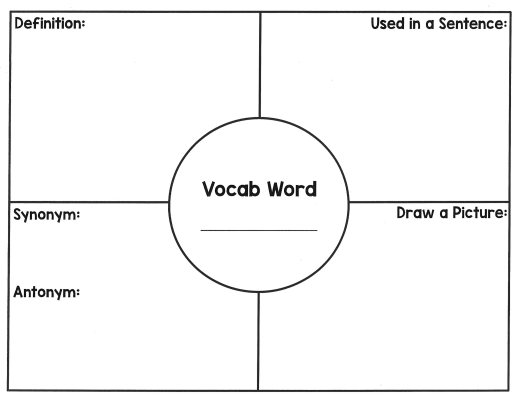 Definition:
Used in a Sentence:
Vocab Word
Synonym:
Draw a Picture:
Antonym: